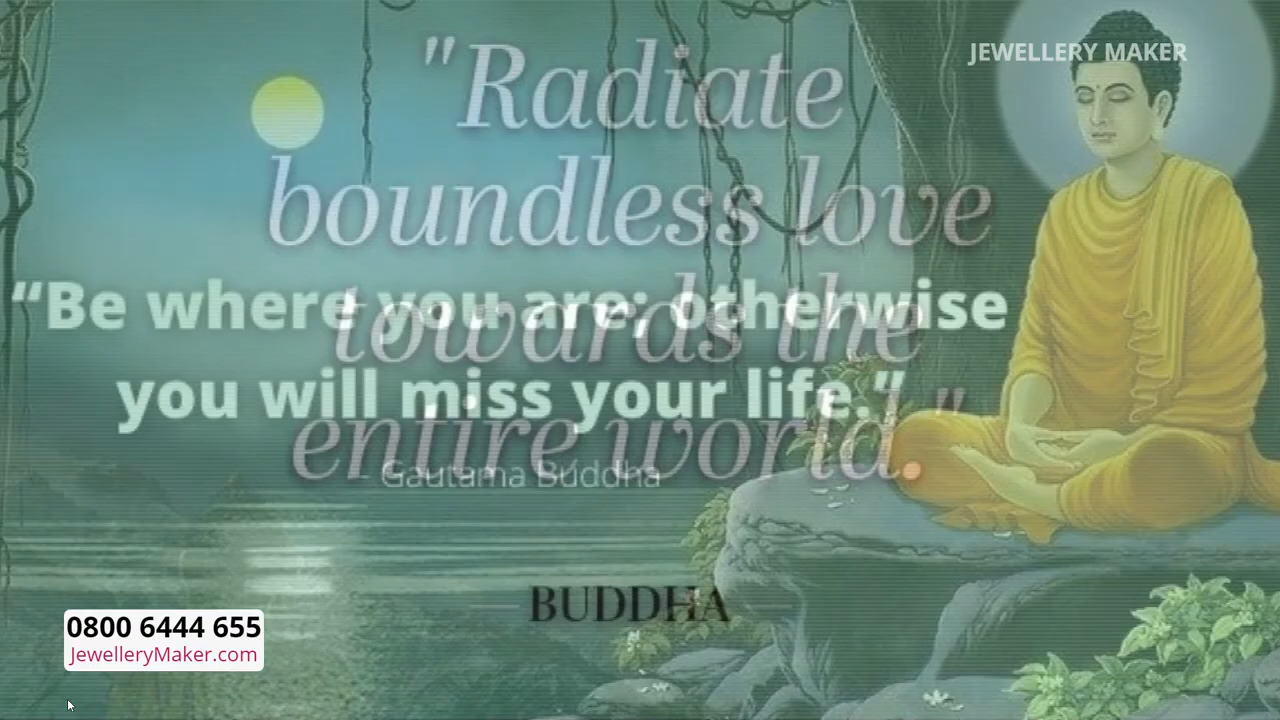 JEWELLERY MAKER
"Radiate
boundless love
towards the
entire world."
“Be where you are; otherwise
you will miss your life.”
- Gautama Buddha
BUDDHA
0800 6444 655
JewelleryMaker.com